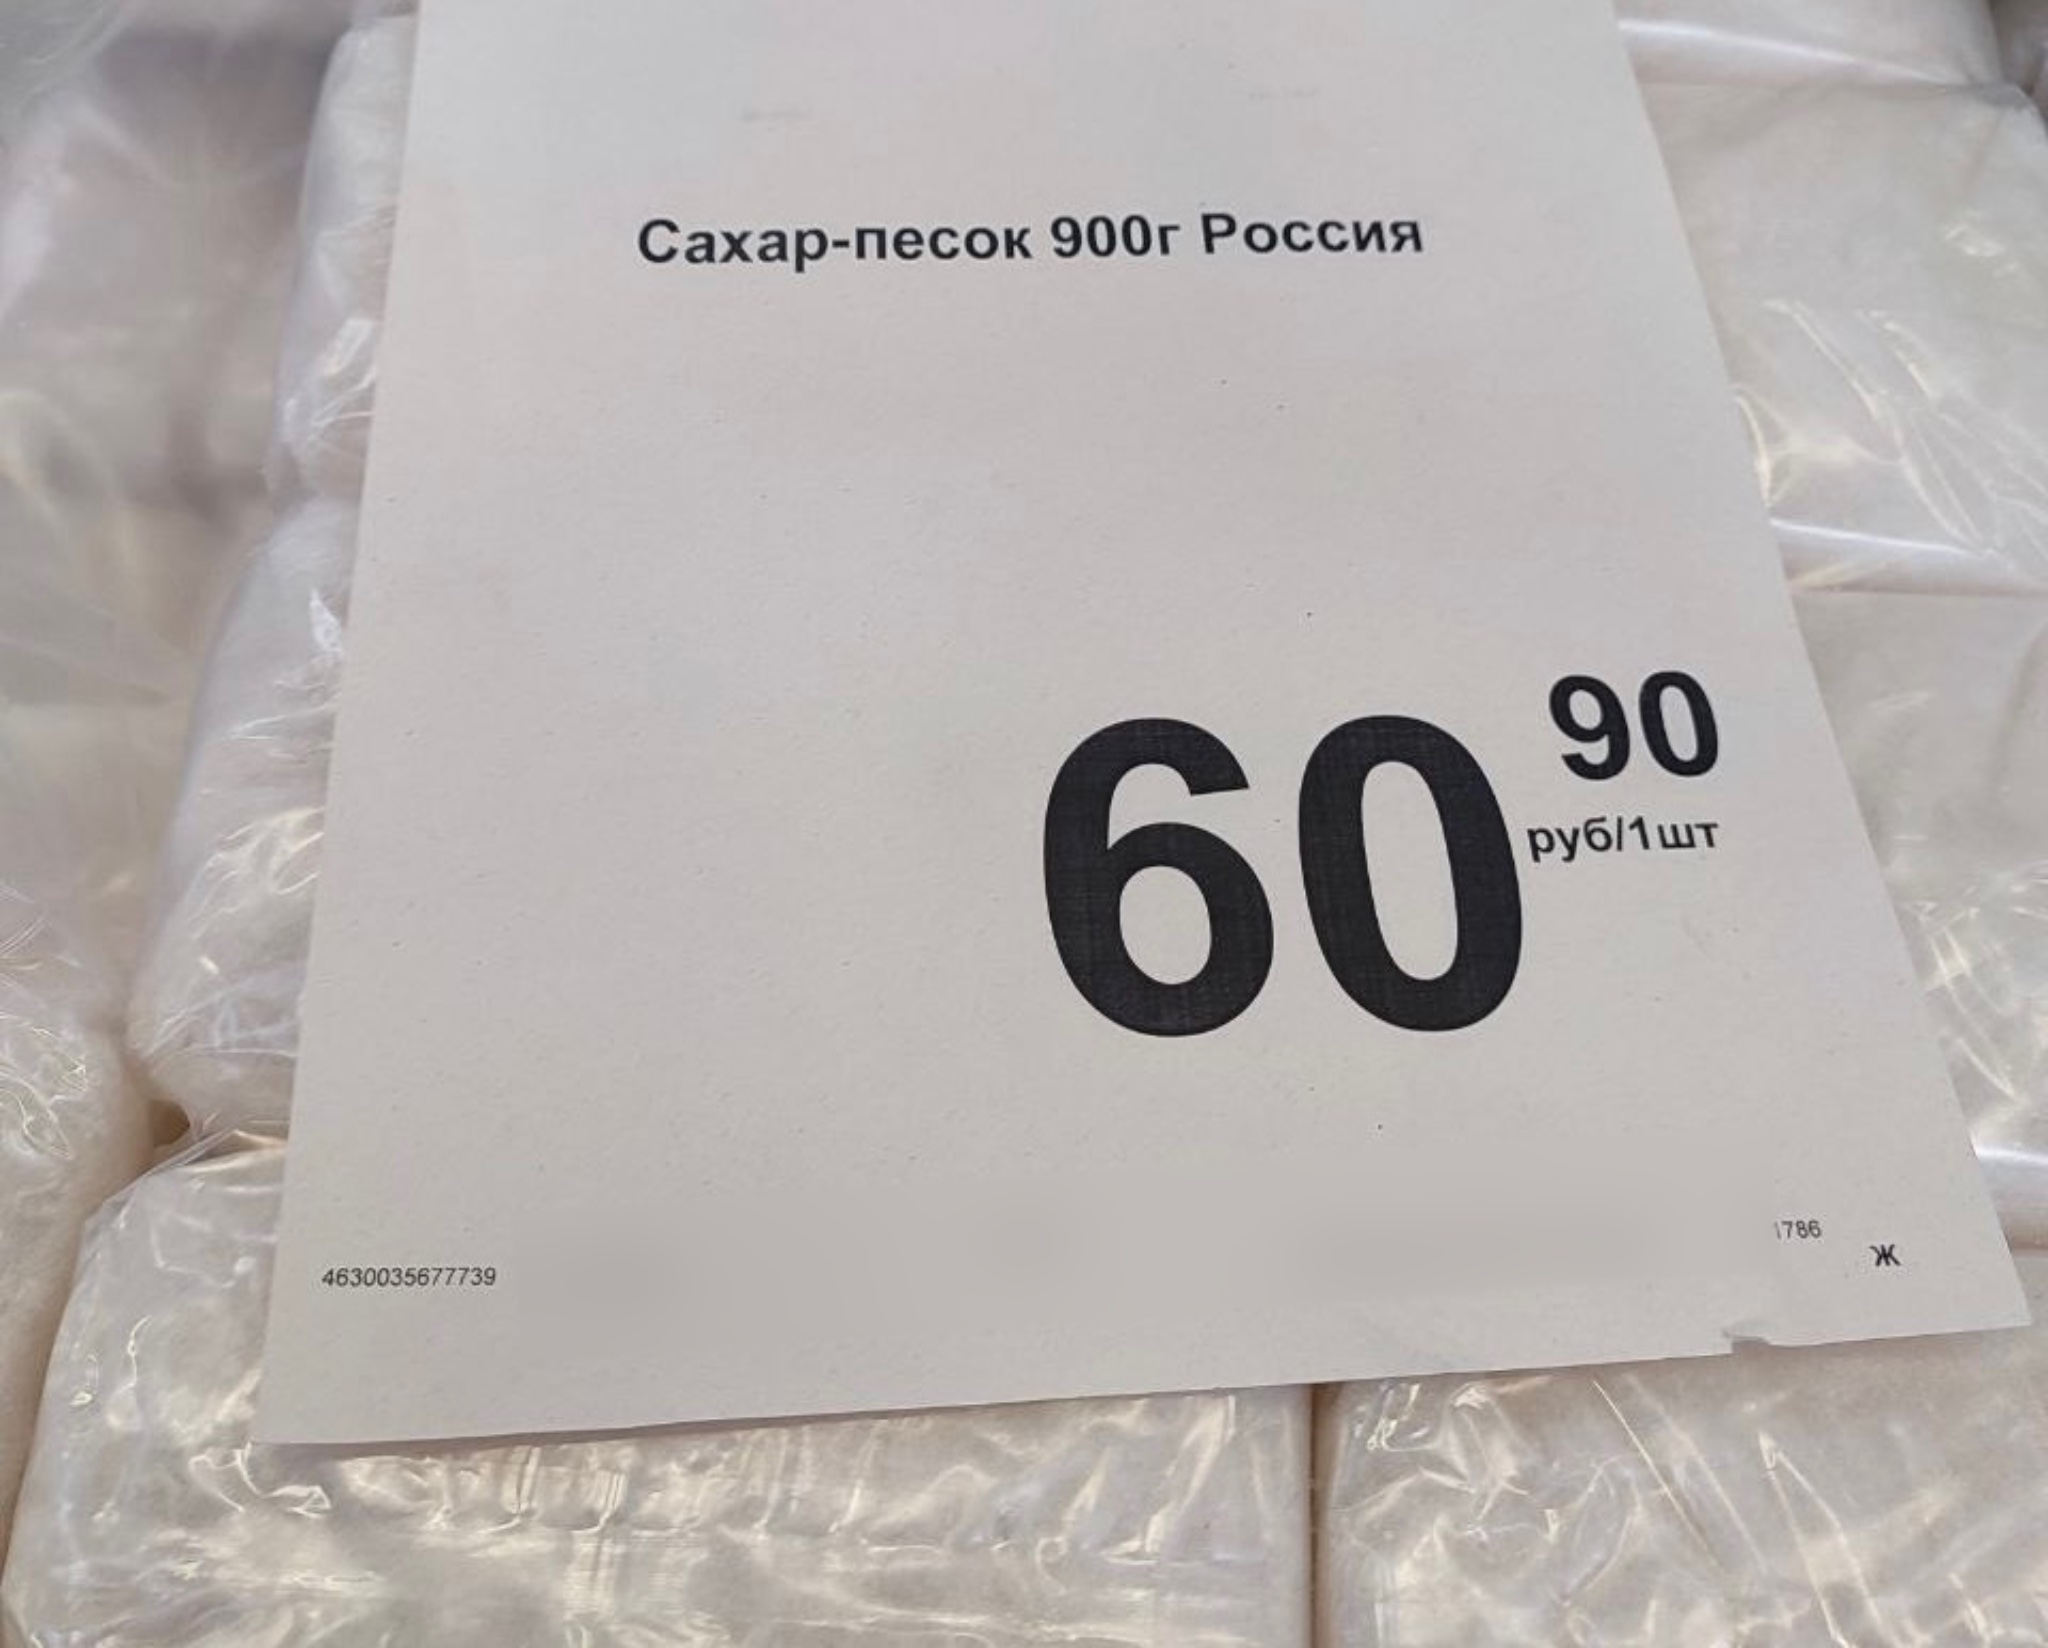 Сахар-песок 900г Россия
60 90
руб/1шт
4630035677739
1786
Ж